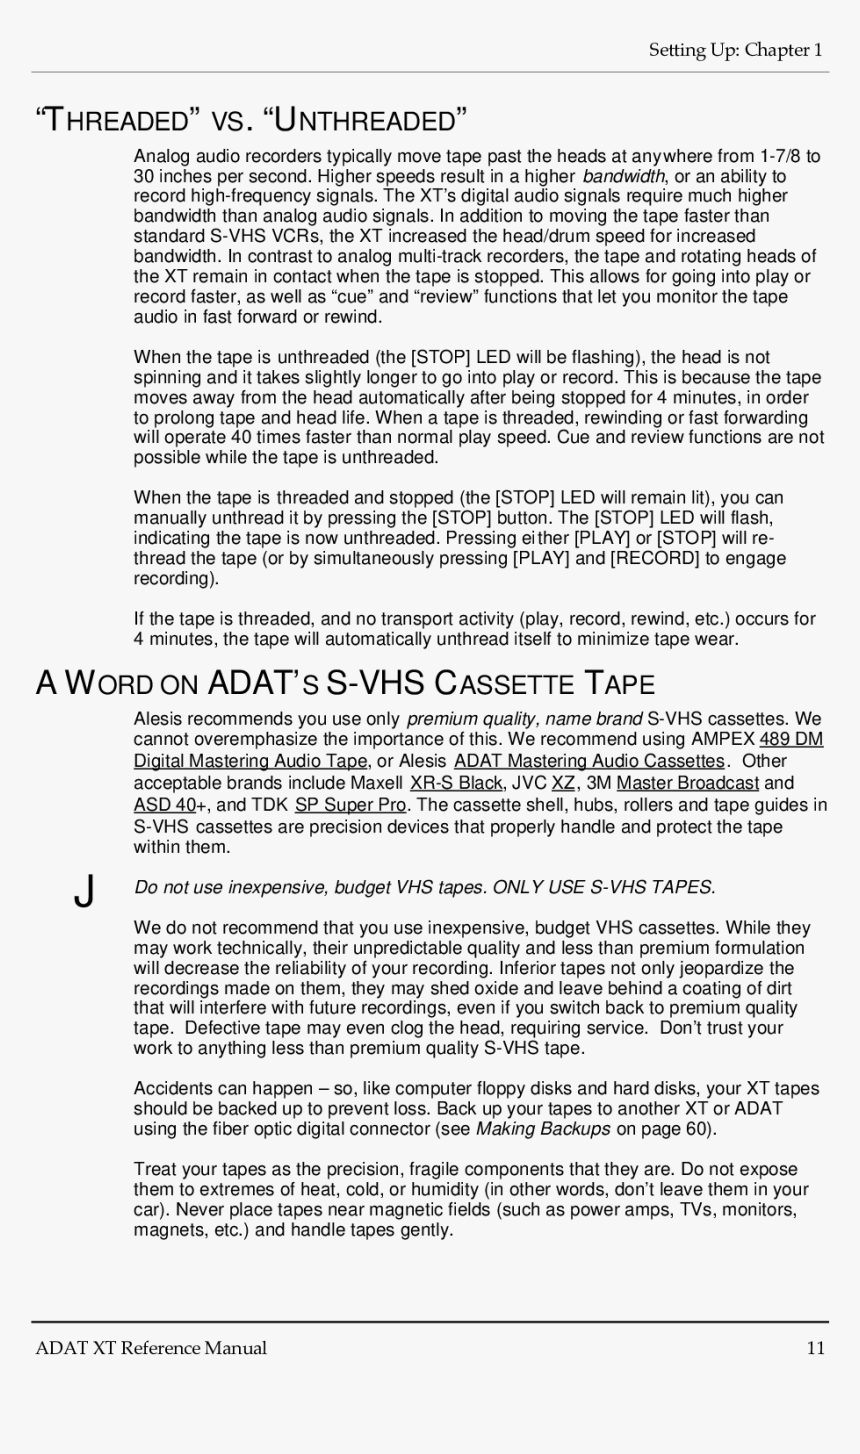 Setting Up: Chapter 1
“THREADED” VS. “UNTHREADED”
Analog audio recorders typically move tape past the heads at anywhere from 1-7/8 to
30 inches per second. Higher speeds result in a higher bandwidth, or an ability to
record high-frequency signals. The XT’s digital audio signals require much higher
bandwidth than analog audio signals. In addition to moving the tape faster than
standard S-VHS VCRs, the XT increased the head/drum speed for increased
bandwidth. In contrast to analog multi-track recorders, the tape and rotating heads of
the XT remain in contact when the tape is stopped. This allows for going into play or
record faster, as well as “cue” and “review” functions that let you monitor the tape
audio in fast forward or rewind.
When the tape is unthreaded (the [STOP] LED will be flashing), the head is not
spinning and it takes slightly longer to go into play or record. This is because the tape
moves away from the head automatically after being stopped for 4 minutes, in order
to prolong tape and head life. When a tape is threaded, rewinding or fast forwarding
will operate 40 times faster than normal play speed. Cue and review functions are not
possible while the tape is unthreaded.
When the tape is threaded and stopped (the [STOP] LED will remain lit), you can
manually unthread it by pressing the [STOP] button. The [STOP] LED will flash,
indicating the tape is now unthreaded. Pressing either [PLAY] or [STOP] will re-
thread the tape (or by simultaneously pressing [PLAY] and [RECORD] to engage
recording).
If the tape is threaded, and no transport activity (play, record, rewind, etc.) occurs for
4 minutes, the tape will automatically unthread itself to minimize tape wear.
A WORD ON ADAT’S S-VHS CASSETTE TAPE
Alesis recommends you use only premium quality, name brand S-VHS cassettes. We
cannot overemphasize the importance of this. We recommend using AMPEX 489 DM
Digital Mastering Audio Tape, or Alesis ADAT Mastering Audio Cassettes. Other
acceptable brands include Maxell XR-S Black, JVC XZ, 3M Master Broadcast and
ASD 40+, and TDK SP Super Pro. The cassette shell, hubs, rollers and tape guides in
S-VHS cassettes are precision devices that properly handle and protect the tape
within them.
J Do not use inexpensive, budget VHS tapes. ONLY USE S-VHS TAPES.
We do not recommend that you use inexpensive, budget VHS cassettes. While they
may work technically, their unpredictable quality and less than premium formulation
will decrease the reliability of your recording. Inferior tapes not only jeopardize the
recordings made on them, they may shed oxide and leave behind a coating of dirt
that will interfere with future recordings, even if you switch back to premium quality
tape. Defective tape may even clog the head, requiring service. Don’t trust your
work to anything less than premium quality S-VHS tape.
Accidents can happen – so, like computer floppy disks and hard disks, your XT tapes
should be backed up to prevent loss. Back up your tapes to another XT or ADAT
using the fiber optic digital connector (see Making Backups on page 60).
Treat your tapes as the precision, fragile components that they are. Do not expose
them to extremes of heat, cold, or humidity (in other words, don’t leave them in your
car). Never place tapes near magnetic fields (such as power amps, TVs, monitors,
magnets, etc.) and handle tapes gently.
ADAT XT Reference Manual 11